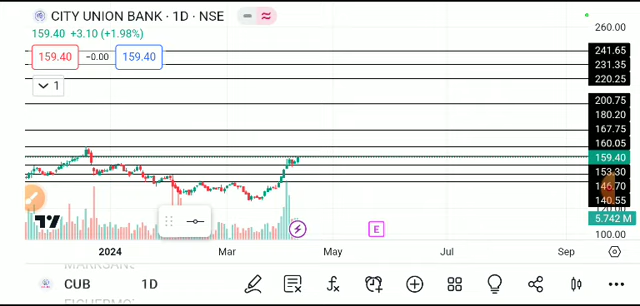 CITY UNION BANK · 1D · NSE
159.40 +3.10 (+1.98%)
159.40 −0.00 159.40
1
260.00
241.65
231.35
220.25
200.75
180.20
167.75
160.05
159.40
153.30
146.70
140.55
120.00
5.742 M
100.00
2024 Mar May Jul Sep
E
CUB 1D